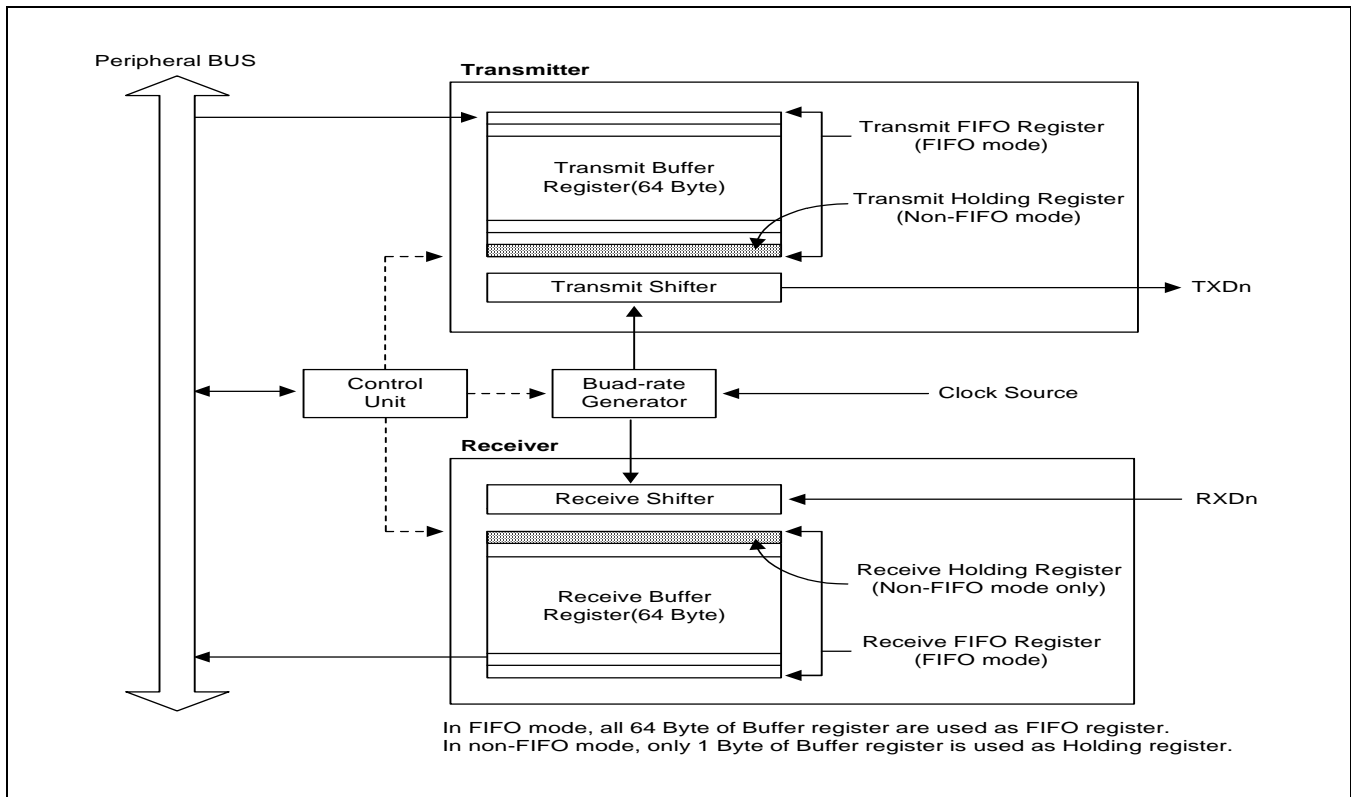 Peripheral BUS
Transmitter
Transmit Buffer
Register(64 Byte)
Transmit FIFO Register
(FIFO mode)
Transmit Holding Register
(Non-FIFO mode)
Transmit Shifter
TXDn
Control
Unit
Buad-rate
Generator
Clock Source
Receiver
Receive Shifter
RXDn
Receive Buffer
Register(64 Byte)
Receive Holding Register
(Non-FIFO mode only)
Receive FIFO Register
(FIFO mode)
In FIFO mode, all 64 Byte of Buffer register are used as FIFO register.
In non-FIFO mode, only 1 Byte of Buffer register is used as Holding register.